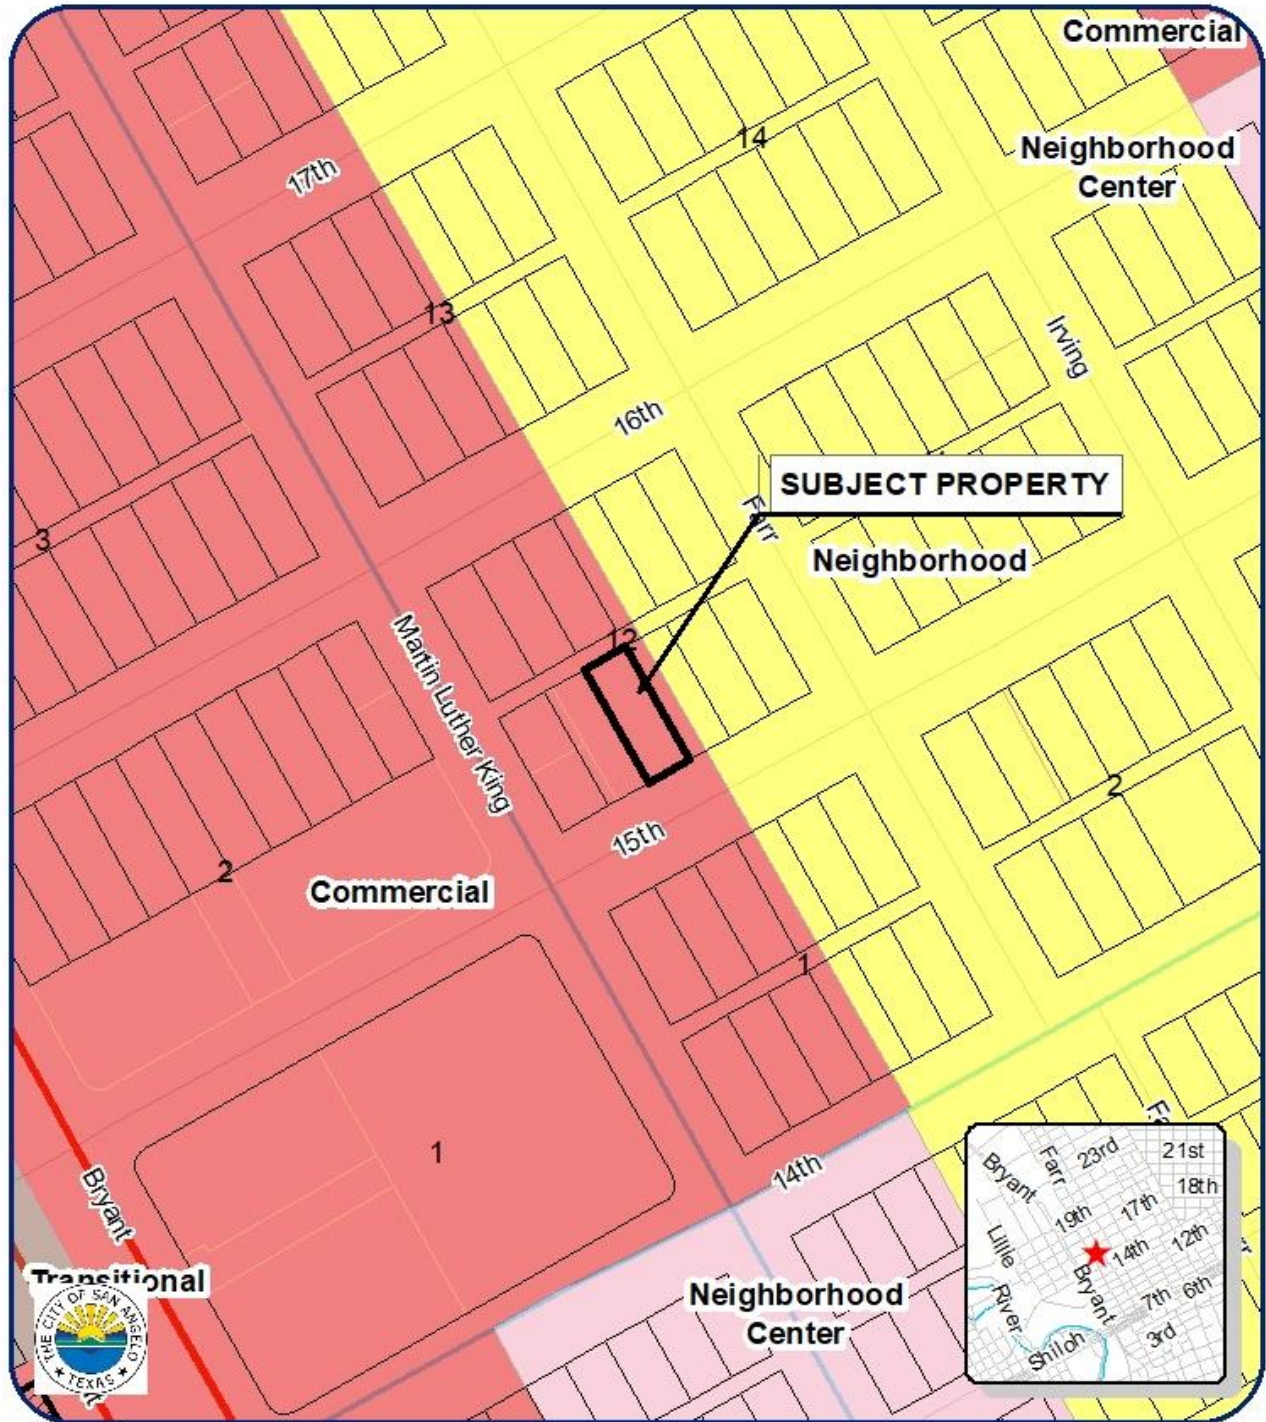 Commercial
14
Neighborhood
Center
17th
13
Irving
16th
SUBJECT PROPERTY
Farr
3
Neighborhood
12
Martin Luther King
2
15th
2
Commercial
1
1
14th
Bryant
Transitional
THE CITY OF SAN ANGELO
TEXAS
Neighborhood
Center
21st
23rd
Farr
Bryant
18th
17th
19th
12th
Lillie
14th
Bryant
River
6th
7th
3rd
Shiloh